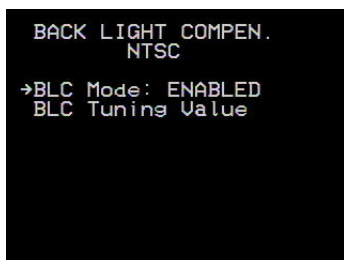 BACK LIGHT COMPEN.
NTSC
→BLC Mode: ENABLED
BLC Tuning Value